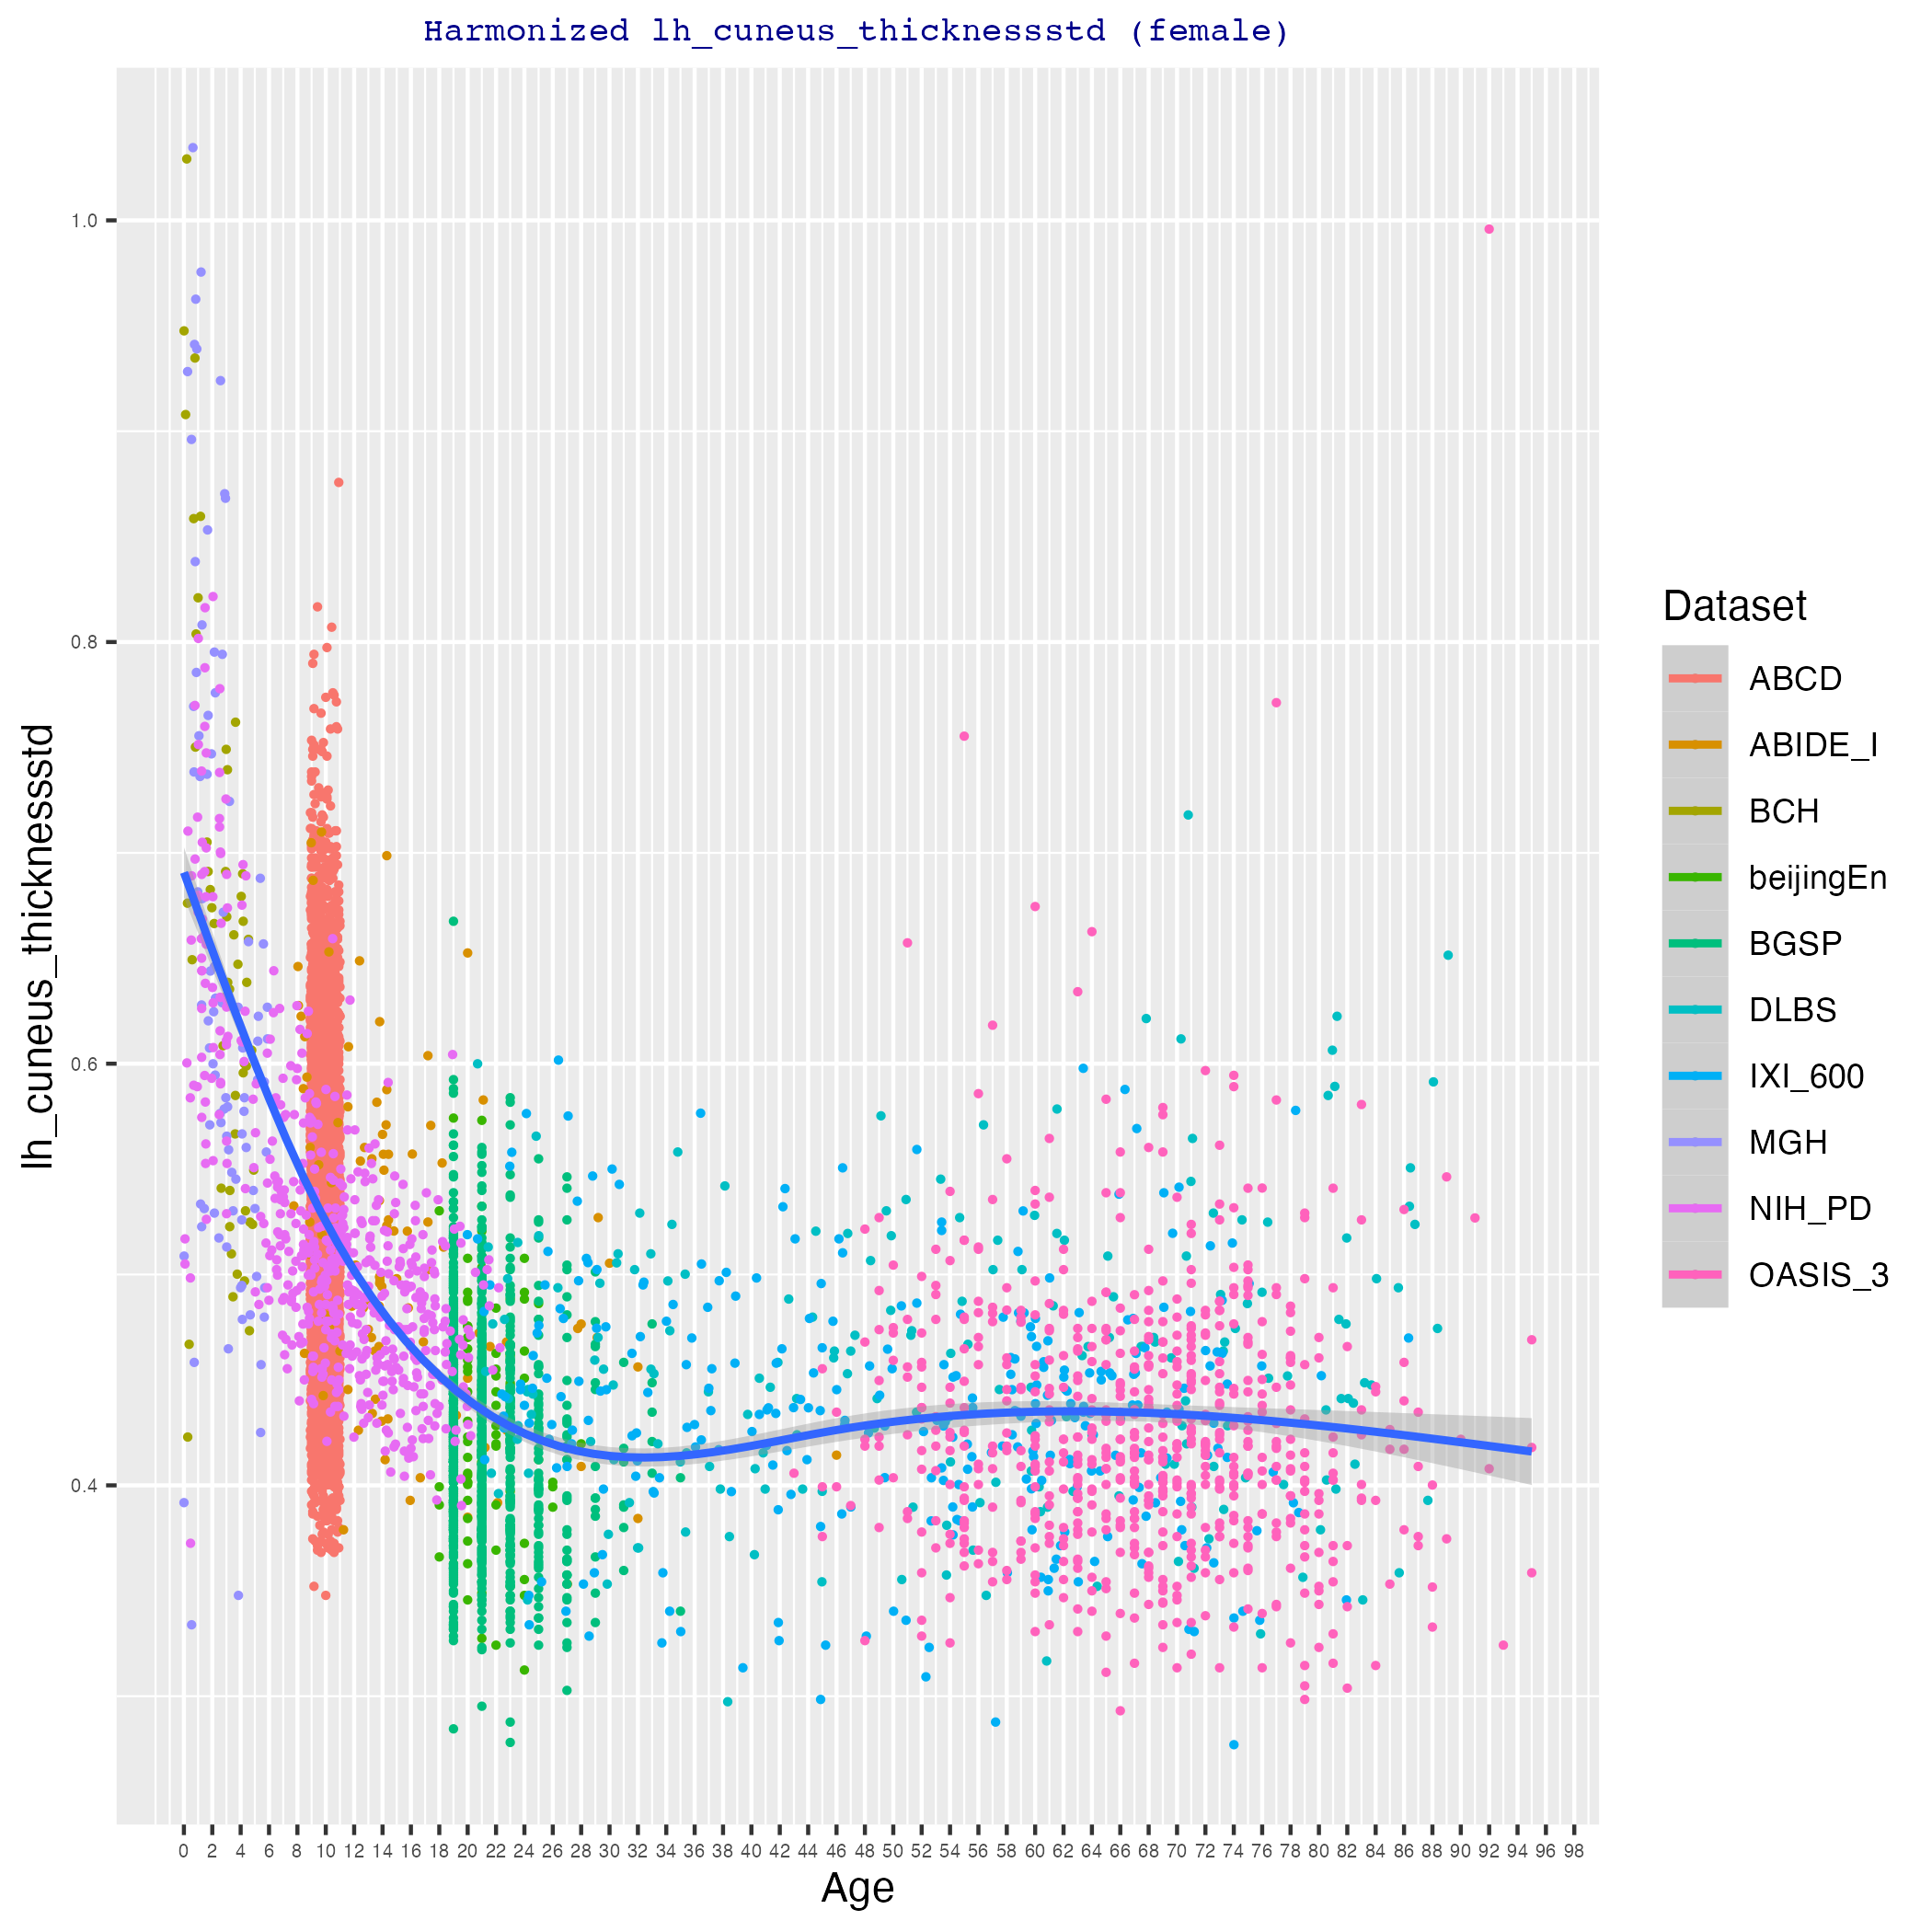 Harmonized lh_cuneus_thicknessstd (female)
lh_cuneus_thicknessstd
1.0
0.8
0.6
0.4
0 2 4 6 8 10 12 14 16 18 20 22 24 26 28 30 32 34 36 38 40 42 44 46 48 50 52 54 56 58 60 62 64 66 68 70 72 74 76 78 80 82 84 86 88 90 92 94 96 98
Age
Dataset
ABCD
ABIDE_I
BCH
beijingEn
BGSP
DLBS
IXI_600
MGH
NIH_PD
OASIS_3